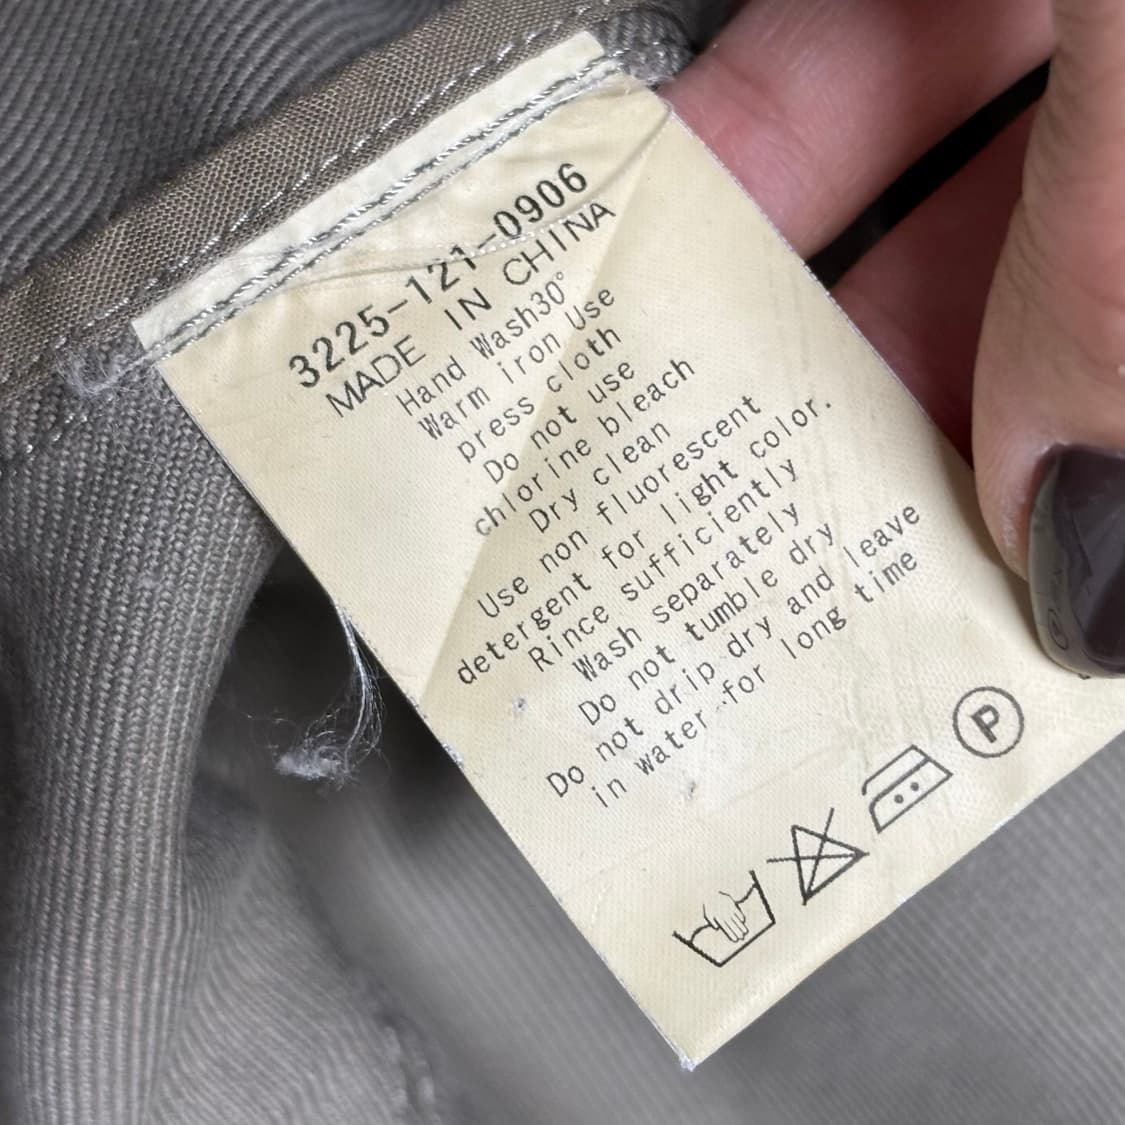 3225-121-0906
MADE IN CHINA
Hand Wash30°
Warm iron Use
press cloth
Do not use
chlorine bleach
Dry clean
Use non fluorescent
detergent for light color.
Rince sufficiently
Wash separately
Do not tumble dry
Do not drip dry and leave
in water for long time
P